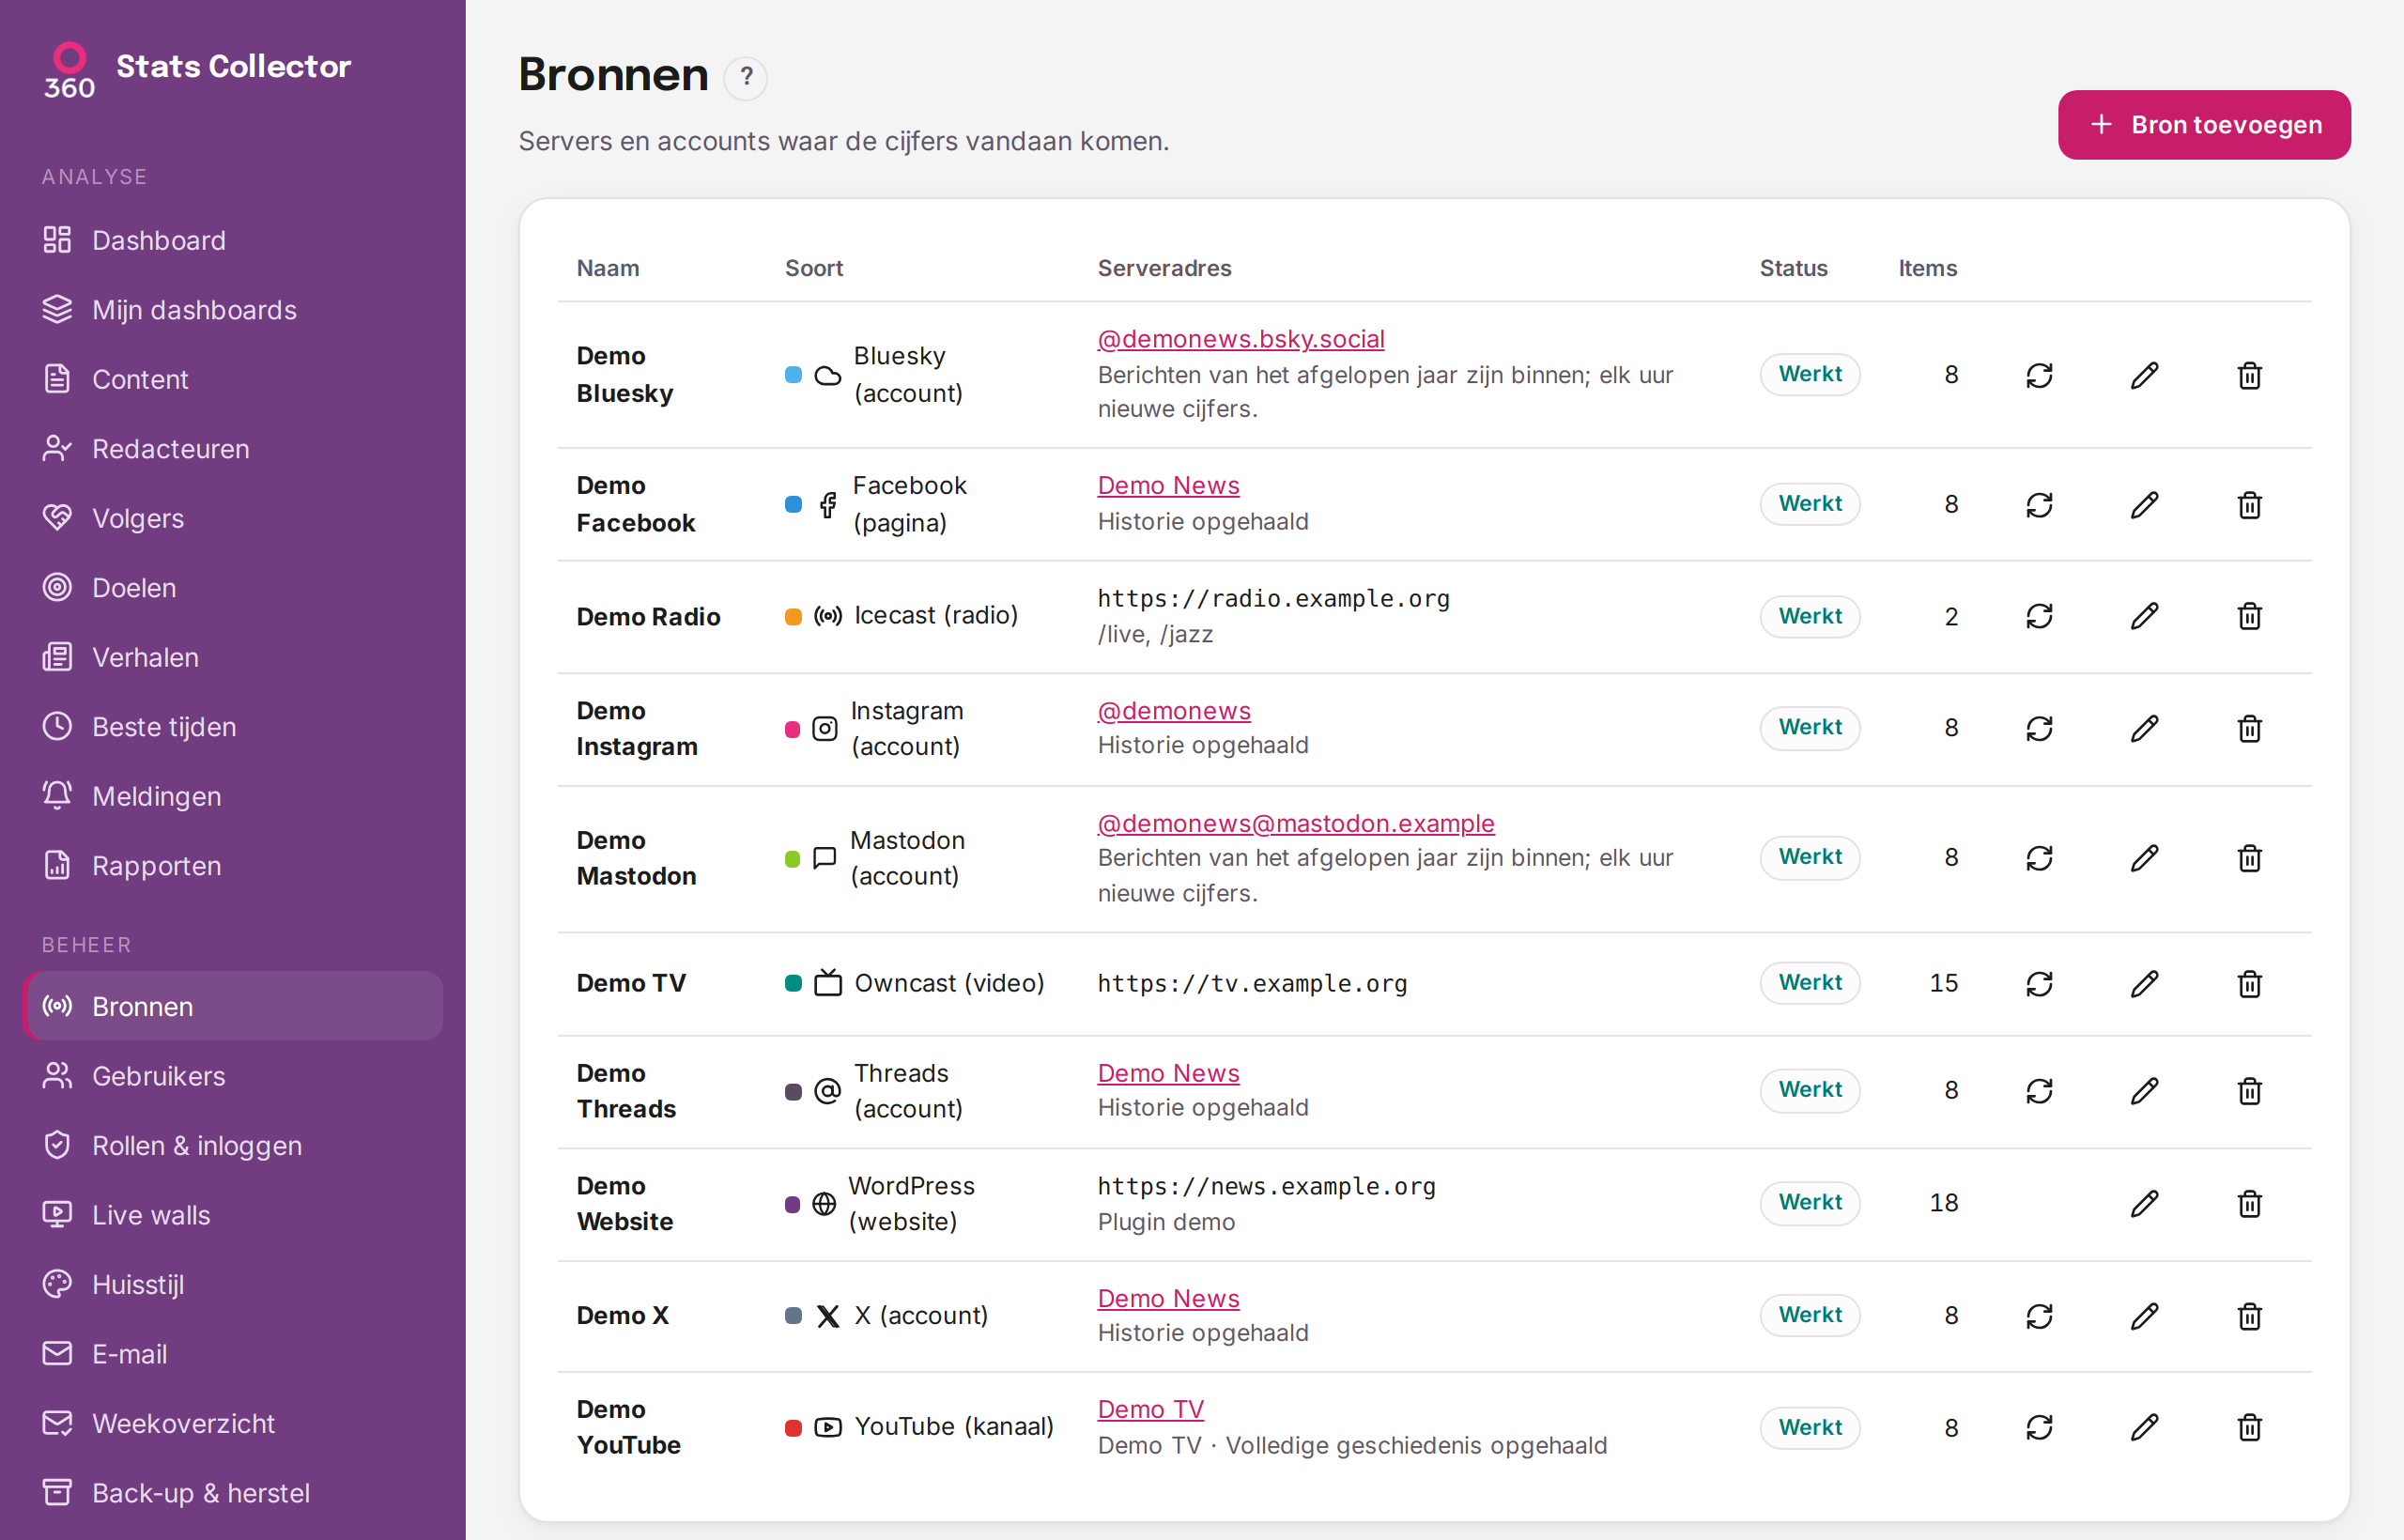 360
Stats Collector
ANALYSE
Dashboard
Mijn dashboards
Content
Redacteuren
Volgers
Doelen
Verhalen
Beste tijden
Meldingen
Rapporten
BEHEER
Bronnen
Gebruikers
Rollen & inloggen
Live walls
Huisstijl
E-mail
Weekoverzicht
Back-up & herstel
Bronnen ?
Servers en accounts waar de cijfers vandaan komen.
+ Bron toevoegen
Naam Soort Serveradres Status Items
Demo Bluesky
Bluesky (account)
@demonews.bsky.social
Berichten van het afgelopen jaar zijn binnen; elk uur
nieuwe cijfers.
Werkt 8
Demo Facebook
Facebook (pagina)
Demo News
Historie opgehaald
Werkt 8
Demo Radio
Icecast (radio)
https://radio.example.org
/live, /jazz
Werkt 2
Demo Instagram
Instagram (account)
@demonews
Historie opgehaald
Werkt 8
Demo Mastodon
Mastodon (account)
@demonews@mastodon.example
Berichten van het afgelopen jaar zijn binnen; elk uur
nieuwe cijfers.
Werkt 8
Demo TV
Owncast (video)
https://tv.example.org
Werkt 15
Demo Threads
Threads (account)
Demo News
Historie opgehaald
Werkt 8
Demo Website
WordPress (website)
https://news.example.org
Plugin demo
Werkt 18
Demo X
X (account)
Demo News
Historie opgehaald
Werkt 8
Demo YouTube
YouTube (kanaal)
Demo TV
Demo TV · Volledige geschiedenis opgehaald
Werkt 8